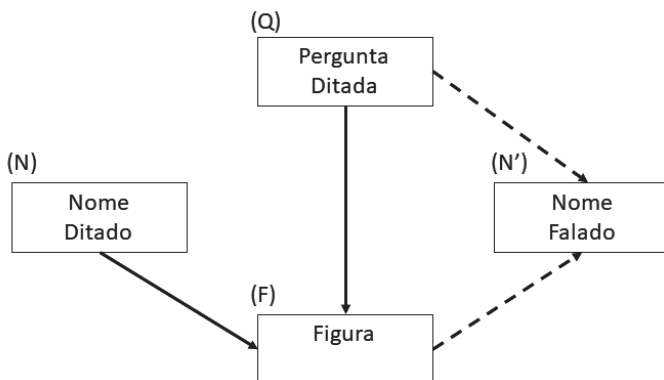 (Q)
Pergunta
Ditada
(N)
Nome
Ditado
(N’)
Nome
Falado
(F)
Figura